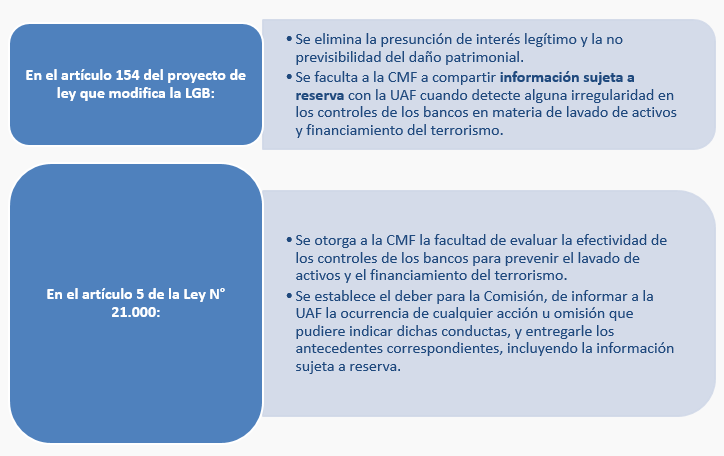 En el artículo 154 del proyecto de
ley que modifica la LGB:
• Se elimina la presunción de interés legítimo y la no
previsibilidad del daño patrimonial.
• Se faculta a la CMF a compartir información sujeta a
reserva con la UAF cuando detecte alguna irregularidad en
los controles de los bancos en materia de lavado de activos
y financiamiento del terrorismo.
En el artículo 5 de la Ley N°
21.000:
• Se otorga a la CMF la facultad de evaluar la efectividad de
los controles de los bancos para prevenir el lavado de
activos y el financiamiento del terrorismo.
• Se establece el deber para la Comisión, de informar a la
UAF la ocurrencia de cualquier acción u omisión que
pudiere indicar dichas conductas, y entregarle los
antecedentes correspondientes, incluyendo la información
sujeta a reserva.